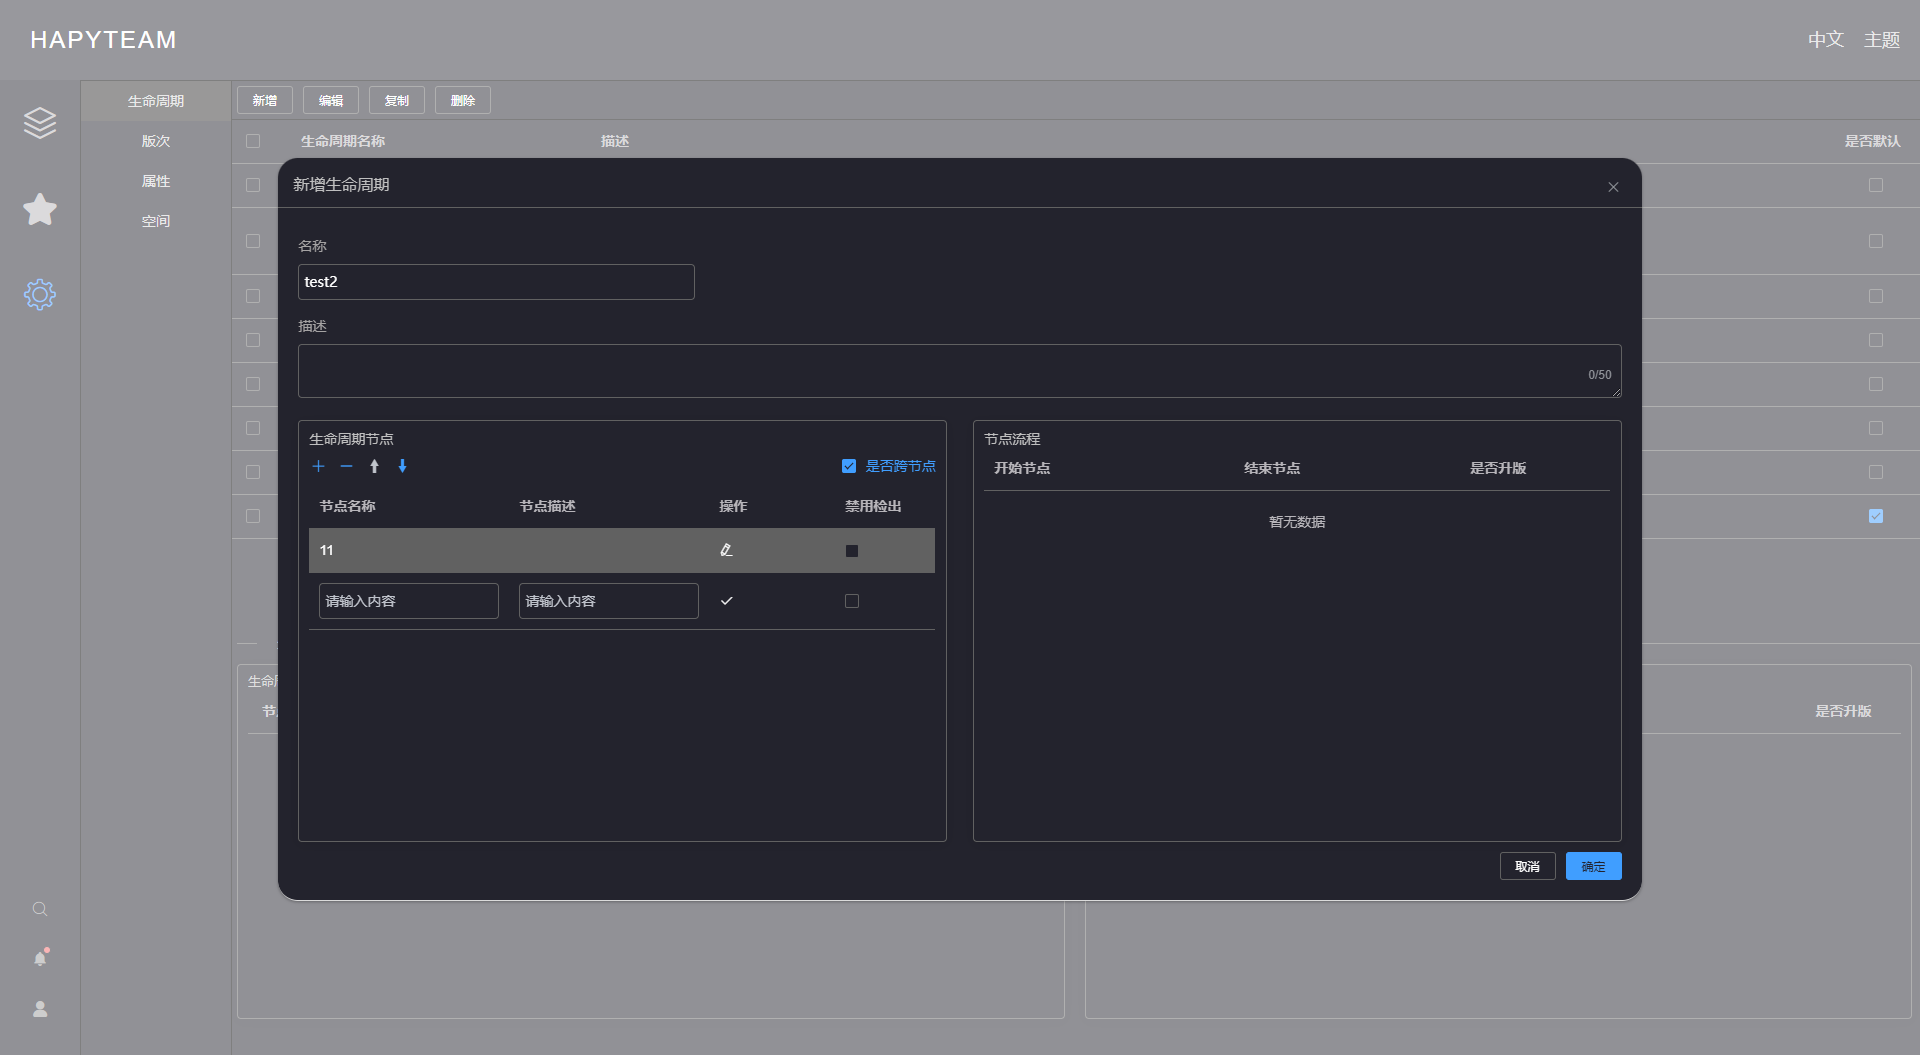 HAPYTEAM
中文 主题
生命周期
版次
属性
空间
新增 编辑 复制 删除
生命周期名称 描述 是否默认
新增生命周期
名称
test2
描述
0/50
生命周期节点
是否跨节点
节点名称 节点描述 操作 禁用检出
11
请输入内容 请输入内容
节点流程
开始节点 结束节点 是否升版
暂无数据
取消 确定
生命
节
是否升版